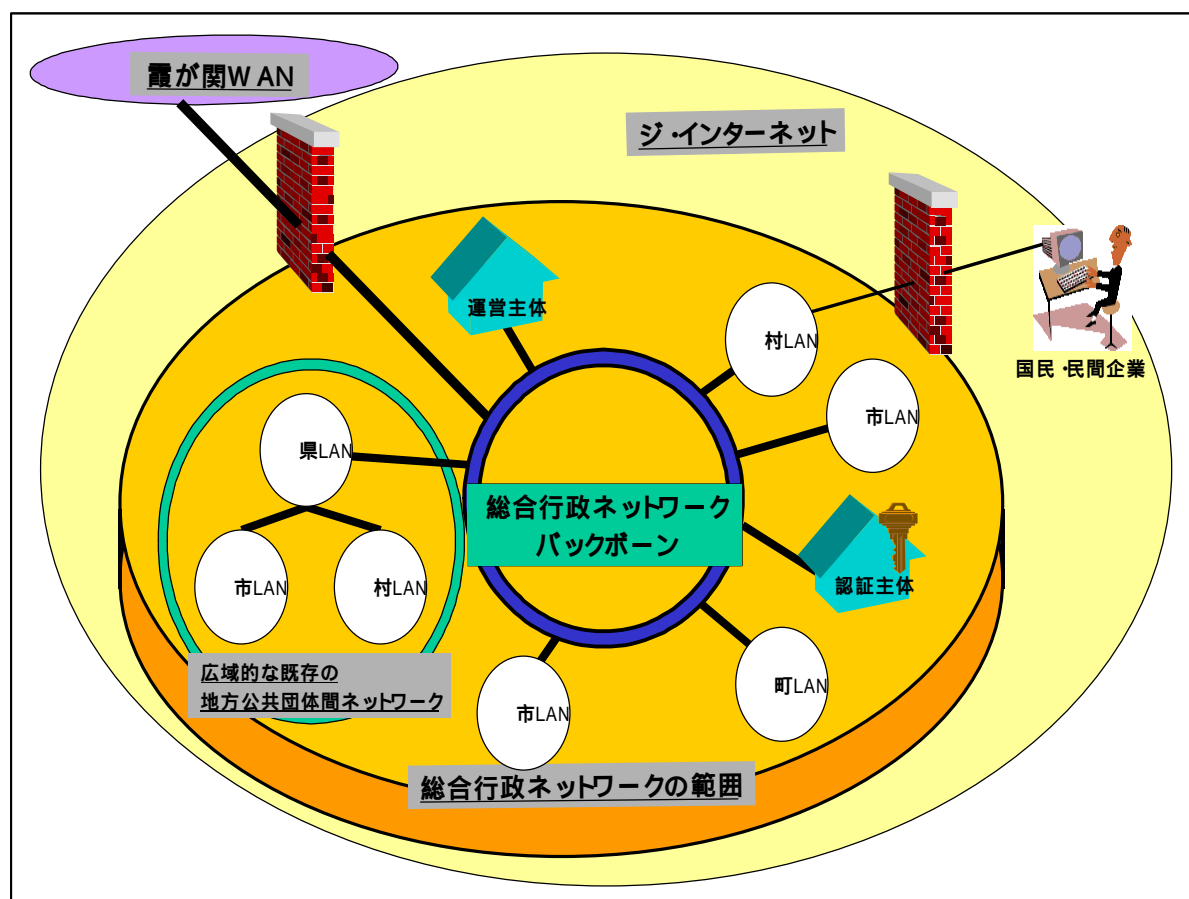 霞が関WAN
ジ・インターネット
運営主体
村LAN
国民・民間企業
市LAN
県LAN
総合行政ネットワーク
バックボーン
市LAN
村LAN
認証主体
広域的な既存の
地方公共団体間ネットワーク
町LAN
市LAN
総合行政ネットワークの範囲